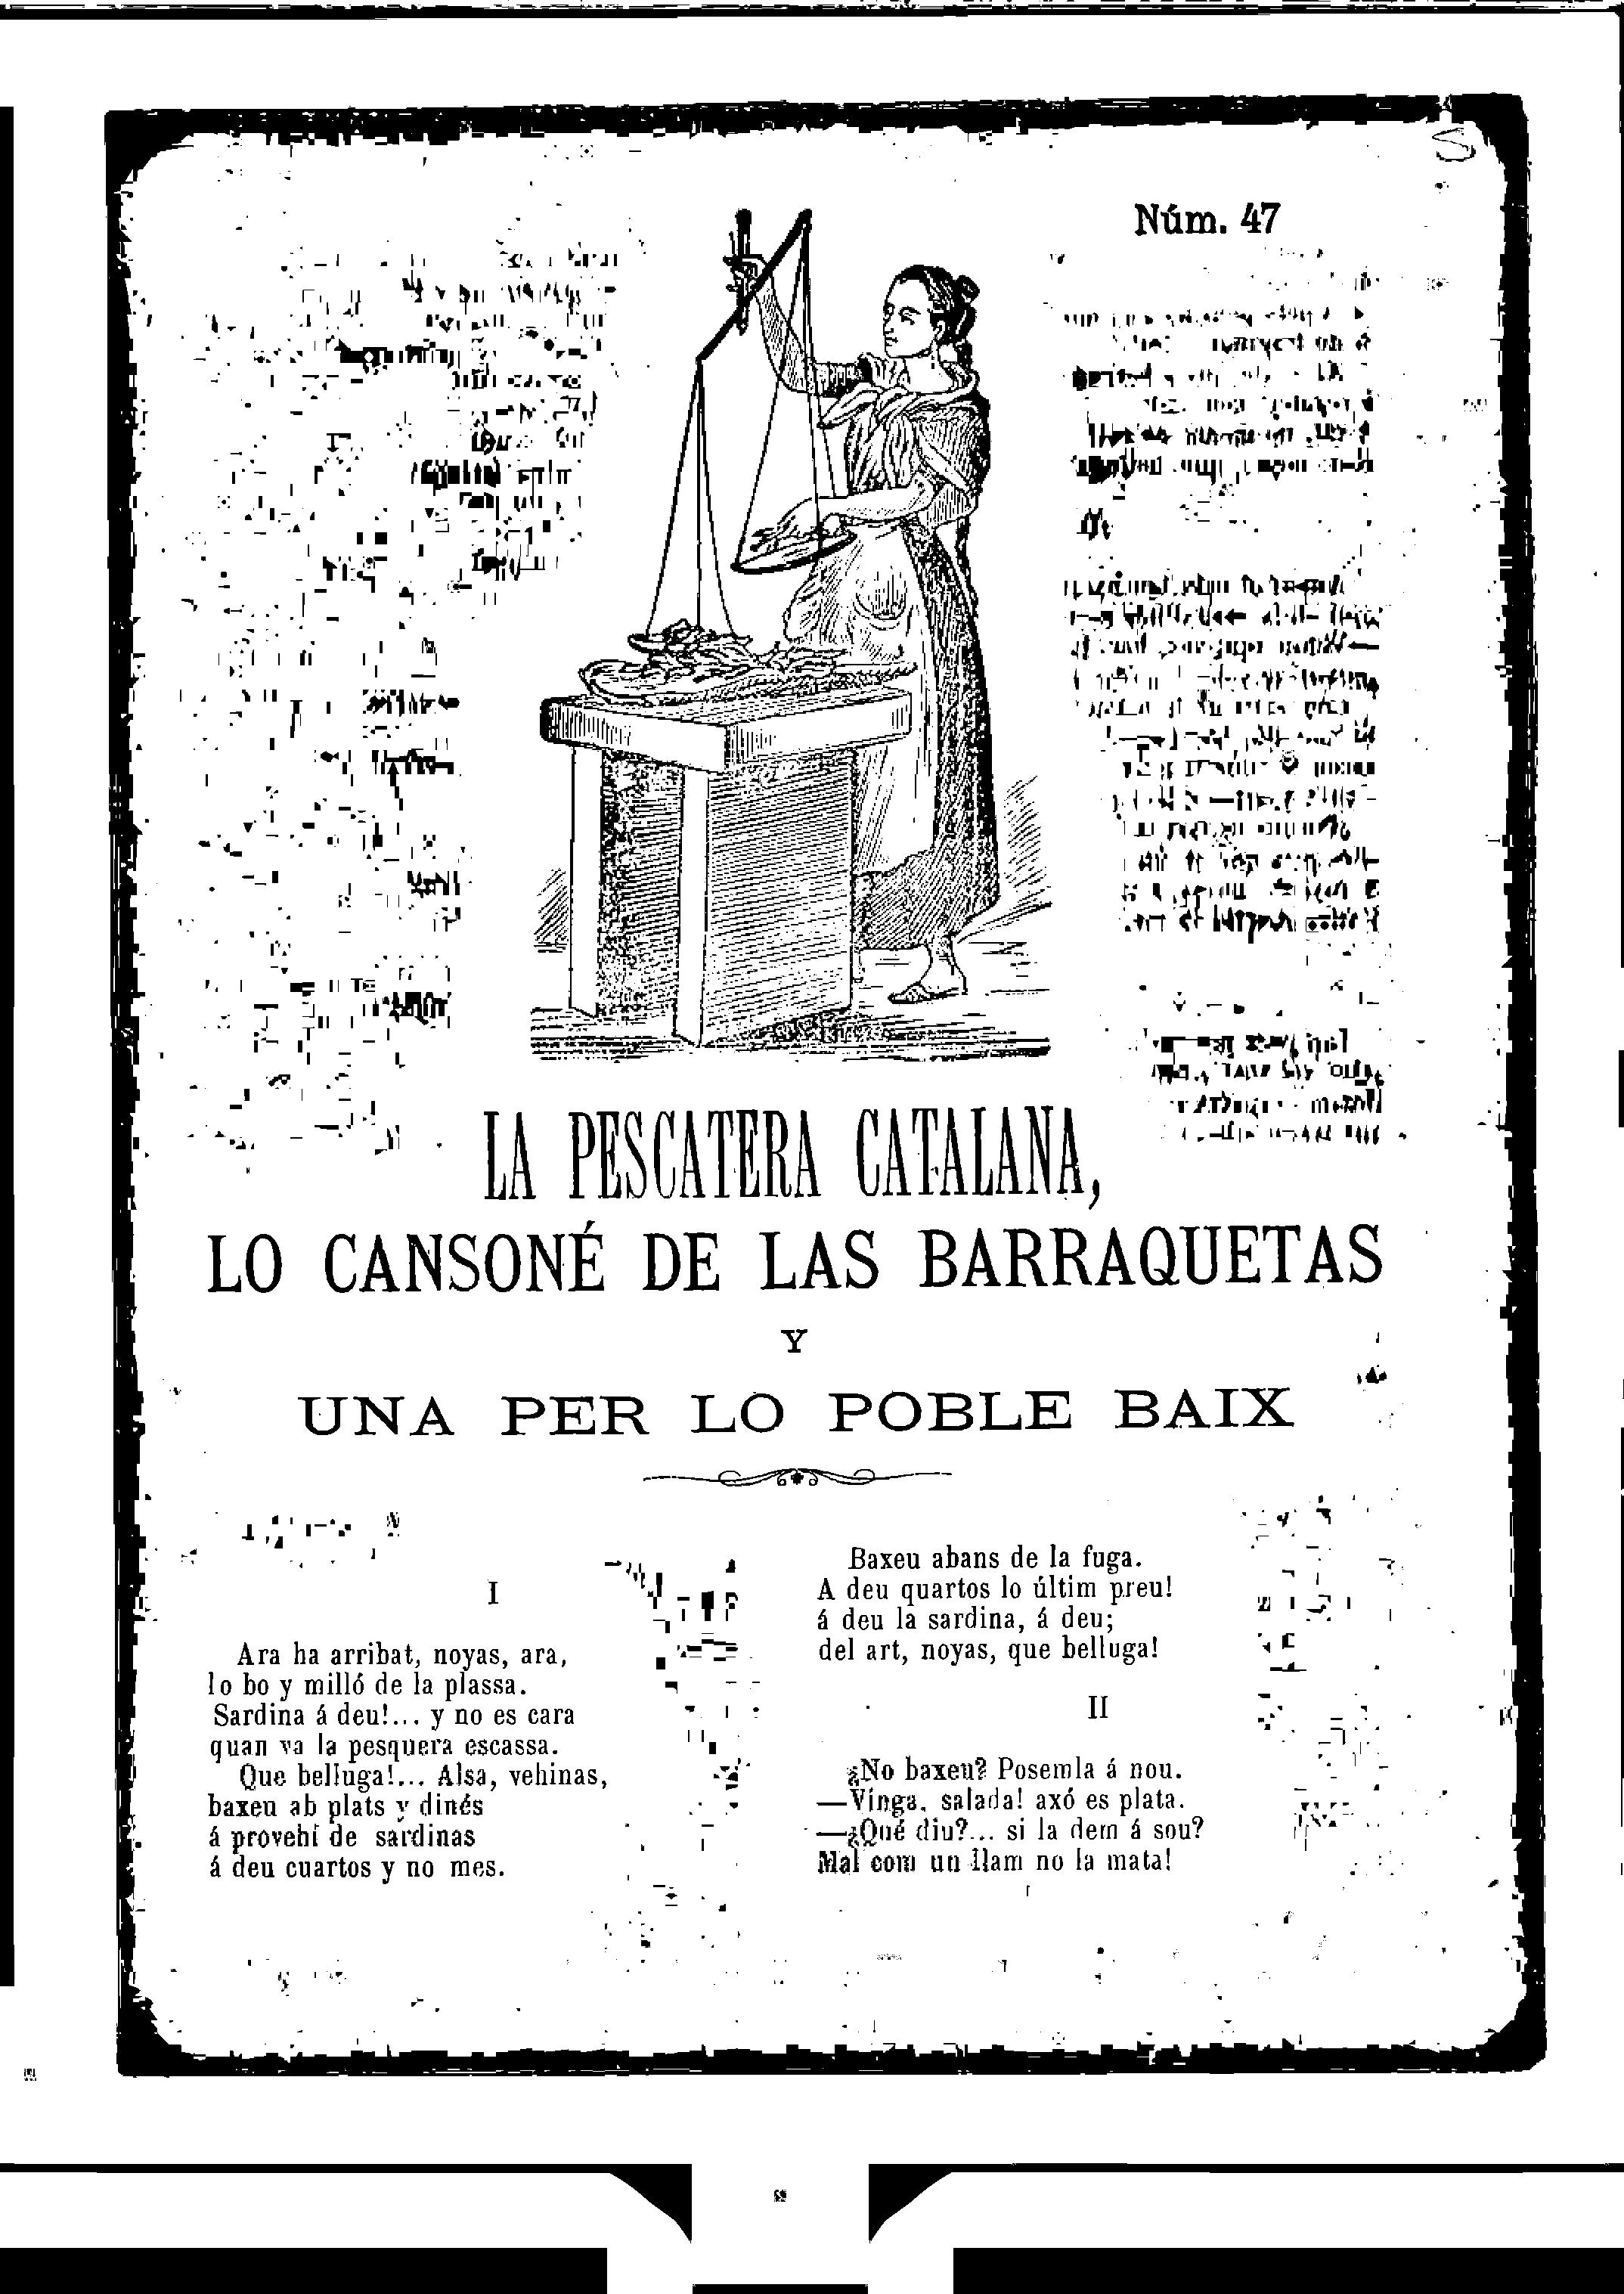 Núm. 47
LA PESCATERA CATALANA,
LO CANSONÉ DE LAS BARRAQUETAS
Y
UNA PER LO POBLE BAIX
I
Ara ha arribat, noyas, ara,
lo bo y milló de la plassa.
Sardina á deu!... y no es cara
quan va la pesquera escassa.
Que belluga!... Alsa, vehinas,
baxeu ab plats y dinés
á provehí de sardinas
á deu cuartos y no mes.
Baxeu abans de la fuga.
A deu quartos lo últim preu!
á deu la sardina, á deu;
del art, noyas, que belluga!
II
¿No baxeu? Posemla á nou.
—Vinga, salada! axó es plata.
—¿Qué diu?... si la dem á sou?
Mal com un llam no la mata!